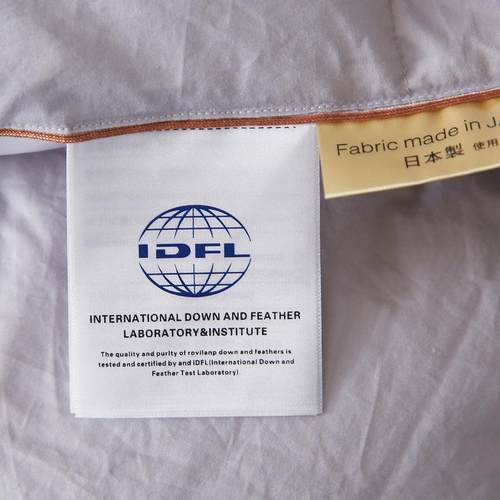 IDFL
INTERNATIONAL DOWN AND FEATHER
LABORATORY&INSTITUTE
The quality and purity of rovilanp down and feathers is
tested and certified by and IDFL(International Down and
Feather Test Laboratory).
Fabric made in JA
日本製 使用